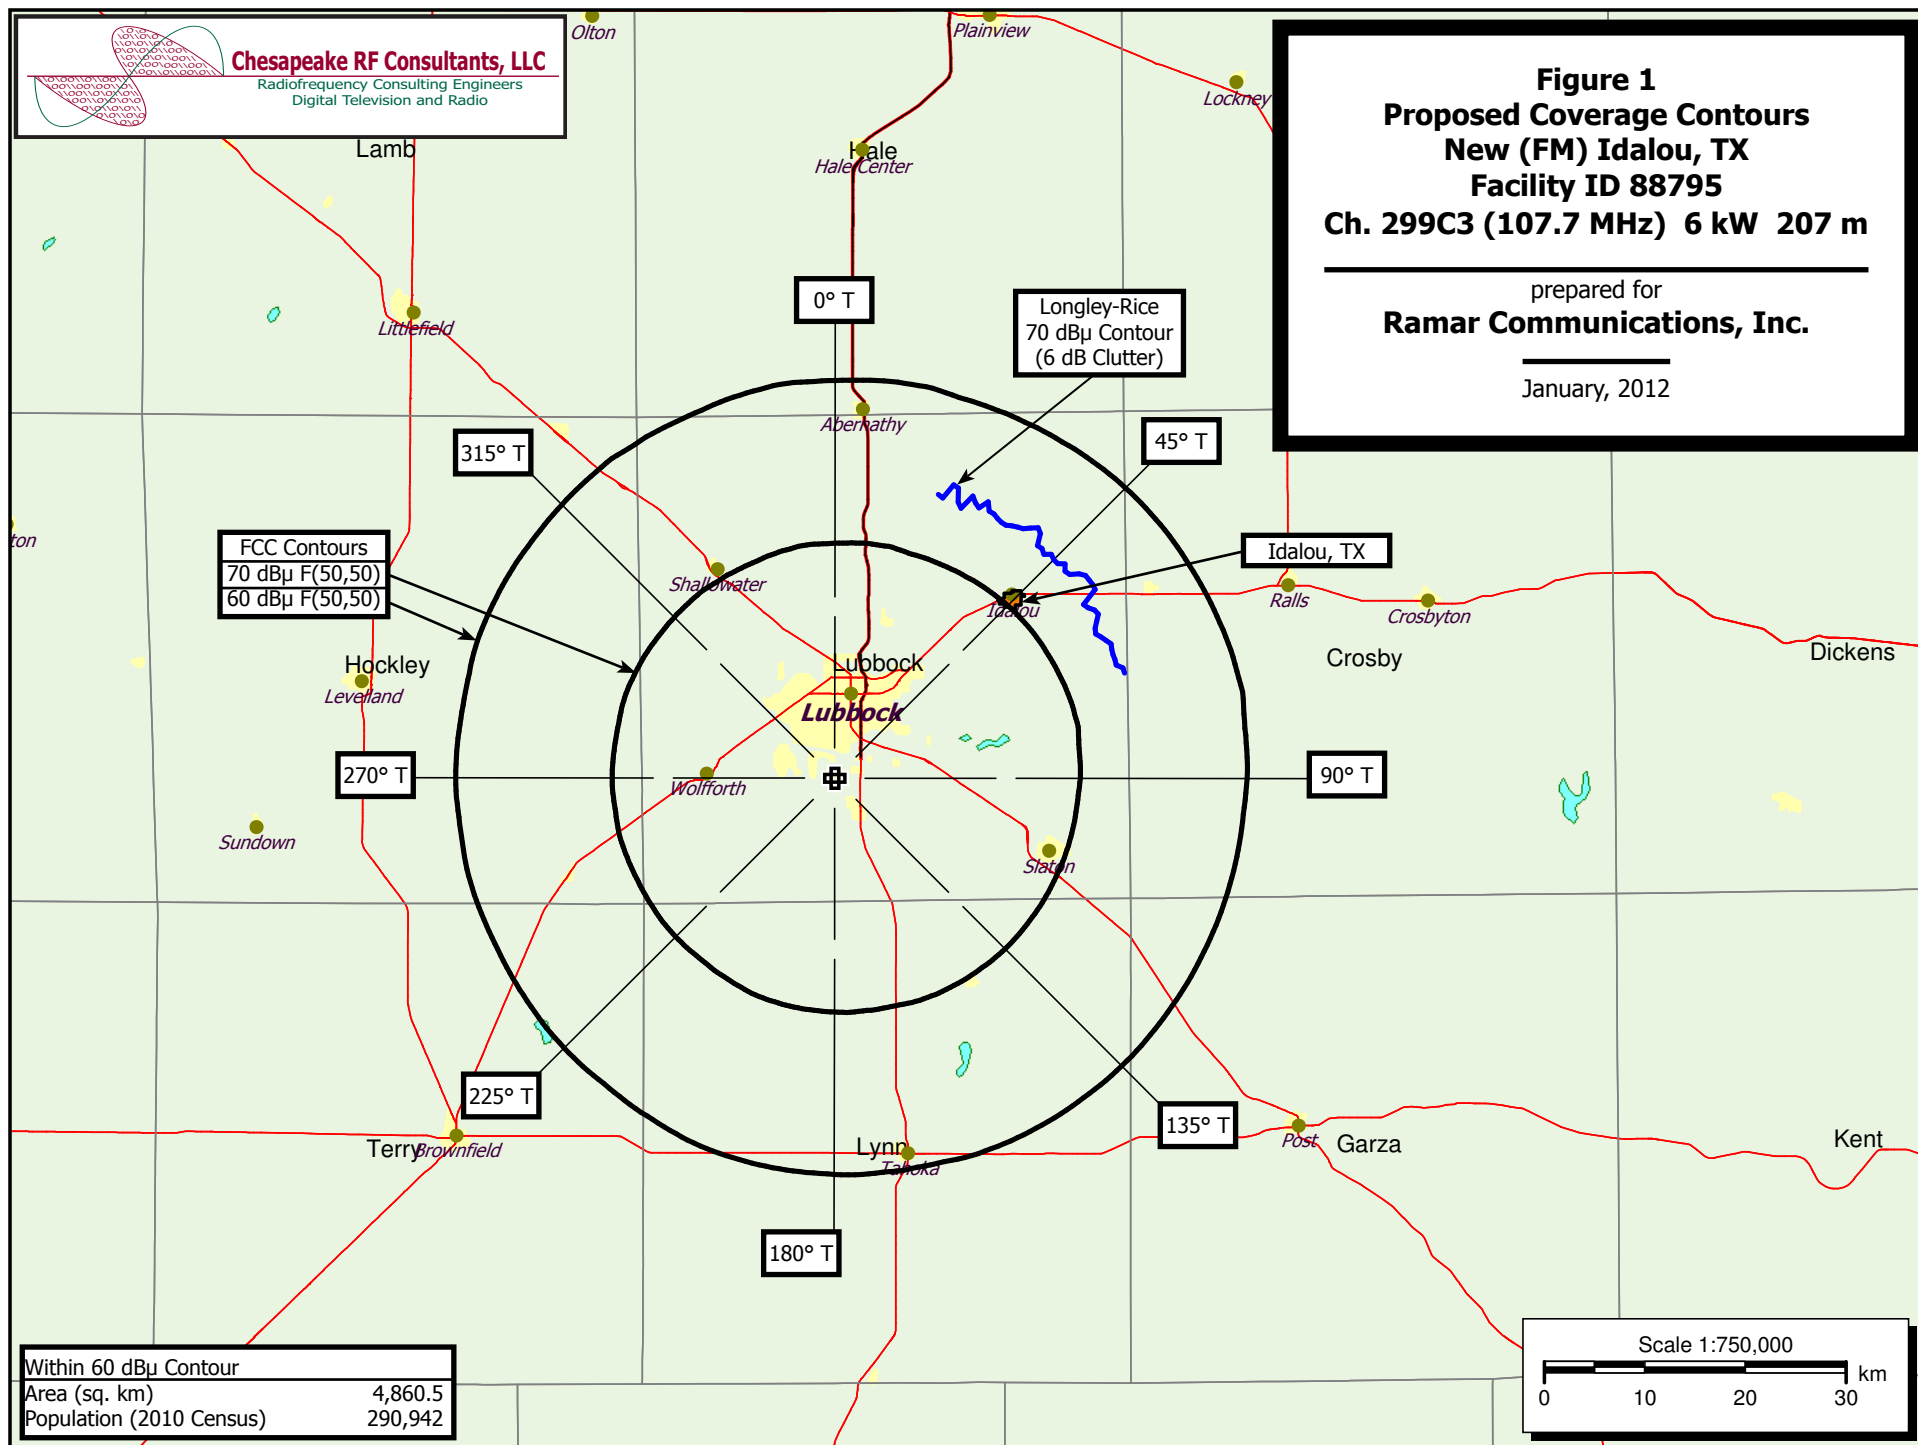 Chesapeake RF Consultants, LLC
Radiofrequency Consulting Engineers
Digital Television and Radio
Figure 1
Proposed Coverage Contours
New (FM) Idalou, TX
Facility ID 88795
Ch. 299C3 (107.7 MHz) 6 kW 207 m
prepared for
Ramar Communications, Inc.
January, 2012
Olton
Plainview
Lockney
Lamb
Hale
Hale Center
Littlefield
0° T
Longley-Rice
70 dBµ Contour
(6 dB Clutter)
Abernathy
315° T
45° T
ton
FCC Contours
70 dBµ F(50,50)
60 dBµ F(50,50)
Shallowater
Idalou, TX
Idalou
Ralls
Crosbyton
Hockley
Levelland
Lubbock
Lubbock
Crosby
Dickens
270° T
Wolfforth
90° T
Sundown
Slaton
225° T
135° T
Terry
Brownfield
Lynn
Tahoka
Post
Garza
Kent
180° T
Within 60 dBµ Contour
Area (sq. km) 4,860.5
Population (2010 Census) 290,942
Scale 1:750,000
km
0 10 20 30